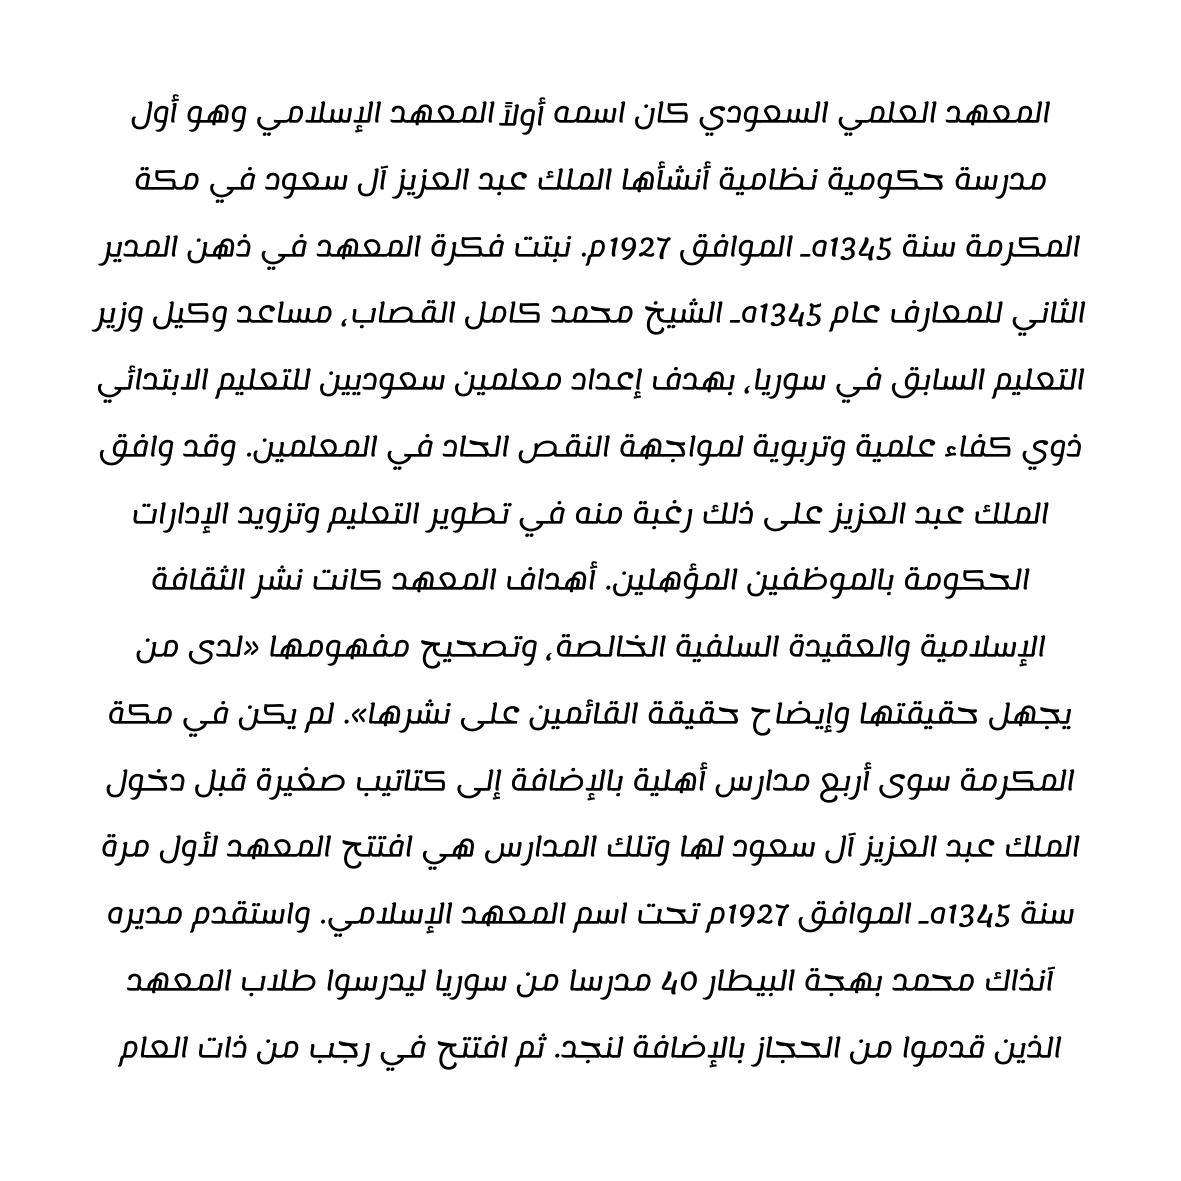 المعهد العلمي السعودي كان اسمه أولاً المعهد الإسلامي وهو أول
مدرسة حكومية نظامية أنشأها الملك عبد العزيز آل سعود في مكة
المكرمة سنة 1345هـ الموافق 1927م. نبتت فكرة المعهد في ذهن المدير
الثاني للمعارف عام 1345هـ الشيخ محمد كامل القصاب، مساعد وكيل وزير
التعليم السابق في سوريا، بهدف إعداد معلمين سعوديين للتعليم الابتدائي
ذوي كفاء علمية وتربوية لمواجهة النقص الحاد في المعلمين. وقد وافق
الملك عبد العزيز على ذلك رغبة منه في تطوير التعليم وتزويد الإدارات
الحكومة بالموظفين المؤهلين. أهداف المعهد كانت نشر الثقافة
الإسلامية والعقيدة السلفية الخالصة، وتصحيح مفهومها «لدى من
يجهل حقيقتها وإيضاح حقيقة القائمين على نشرها». لم يكن في مكة
المكرمة سوى أربع مدارس أهلية بالإضافة إلى كتاتيب صغيرة قبل دخول
الملك عبد العزيز آل سعود لها وتلك المدارس هي افتتح المعهد لأول مرة
سنة 1345هـ الموافق 1927م تحت اسم المعهد الإسلامي. واستقدم مديره
آنذاك محمد بهجة البيطار 40 مدرسا من سوريا ليدرسوا طلاب المعهد
الذين قدموا من الحجاز بالإضافة لنجد. ثم افتتح في رجب من ذات العام